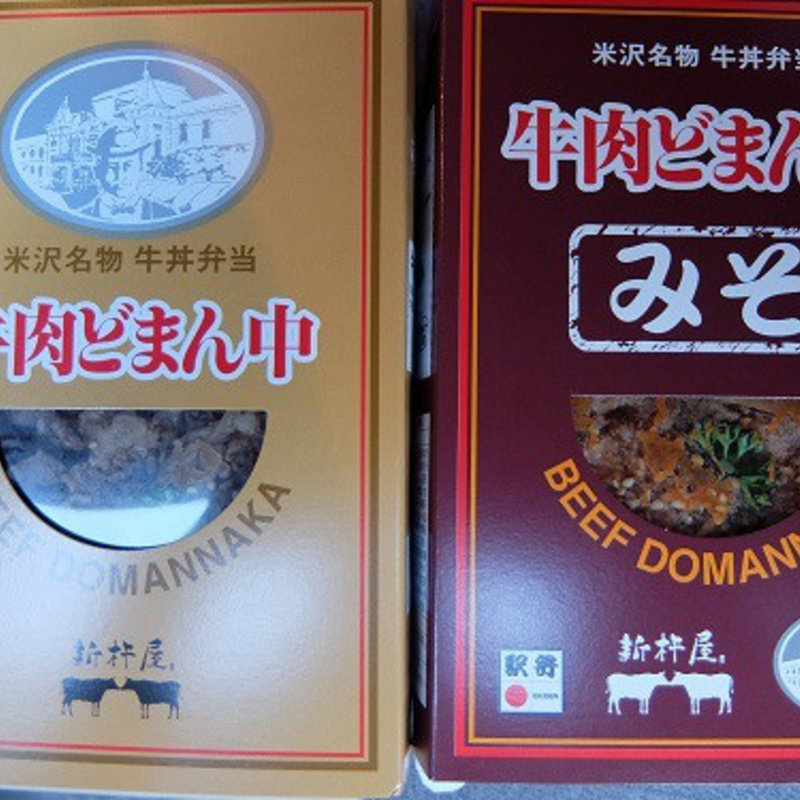 米沢名物 牛丼弁当
牛肉どまん中
BEEF DOMANNAKA
新杵屋
米沢名物 牛丼弁当
牛肉どまん
みそ
BEEF DOMANN
駅弁
新杵屋